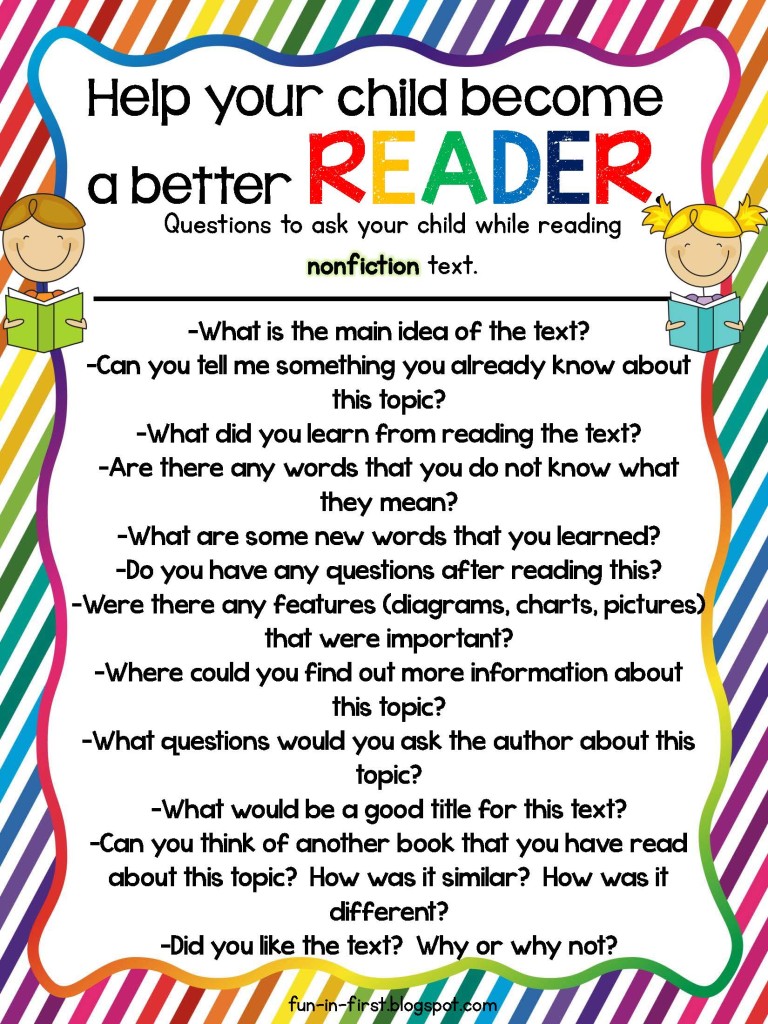 Help your child become
a better READER.
Questions to ask your child while reading
nonfiction text.
-What is the main idea of the text?
-Can you tell me something you already know about
this topic?
-What did you learn from reading the text?
-Are there any words that you do not know what
they mean?
-What are some new words that you learned?
-Do you have any questions after reading this?
-Were there any features (diagrams, charts, pictures)
that were important?
-Where could you find out more information about
this topic?
-What questions would you ask the author about this
topic?
-What would be a good title for this text?
-Can you think of another book that you have read
about this topic? How was it similar? How was it
different?
-Did you like the text? Why or why not?
fun-in-first.blogspot.com